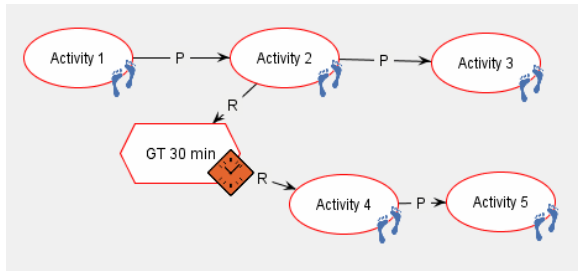 Activity 1
P
Activity 2
P
Activity 3
R
GT 30 min
R
Activity 4
P
Activity 5